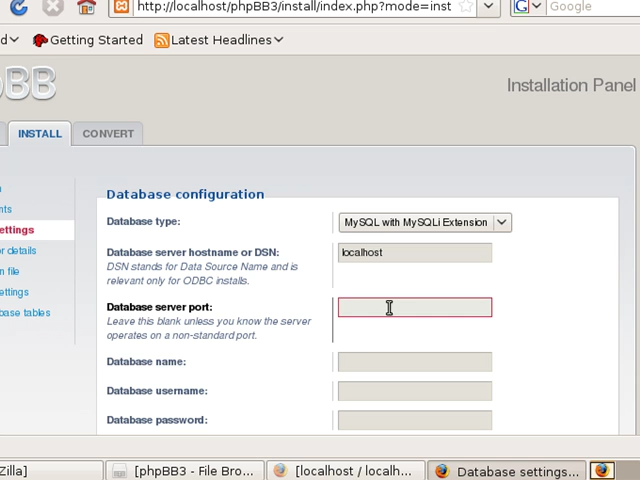 http://localhost/phpBB3/install/index.php?mode=inst
Google
Getting Started
Latest Headlines
BB
Installation Panel
INSTALL
CONVERT
nts
ettings
r details
n file
ettings
base tables
Database configuration
Database type:
MySQL with MySQLi Extension
Database server hostname or DSN:
localhost
DSN stands for Data Source Name and is
relevant only for ODBC installs.
Database server port:
Leave this blank unless you know the server
operates on a non-standard port.
Database name:
Database username:
Database password:
Zilla]
[phpBB3 - File Bro...
[localhost / localh...
Database settings...